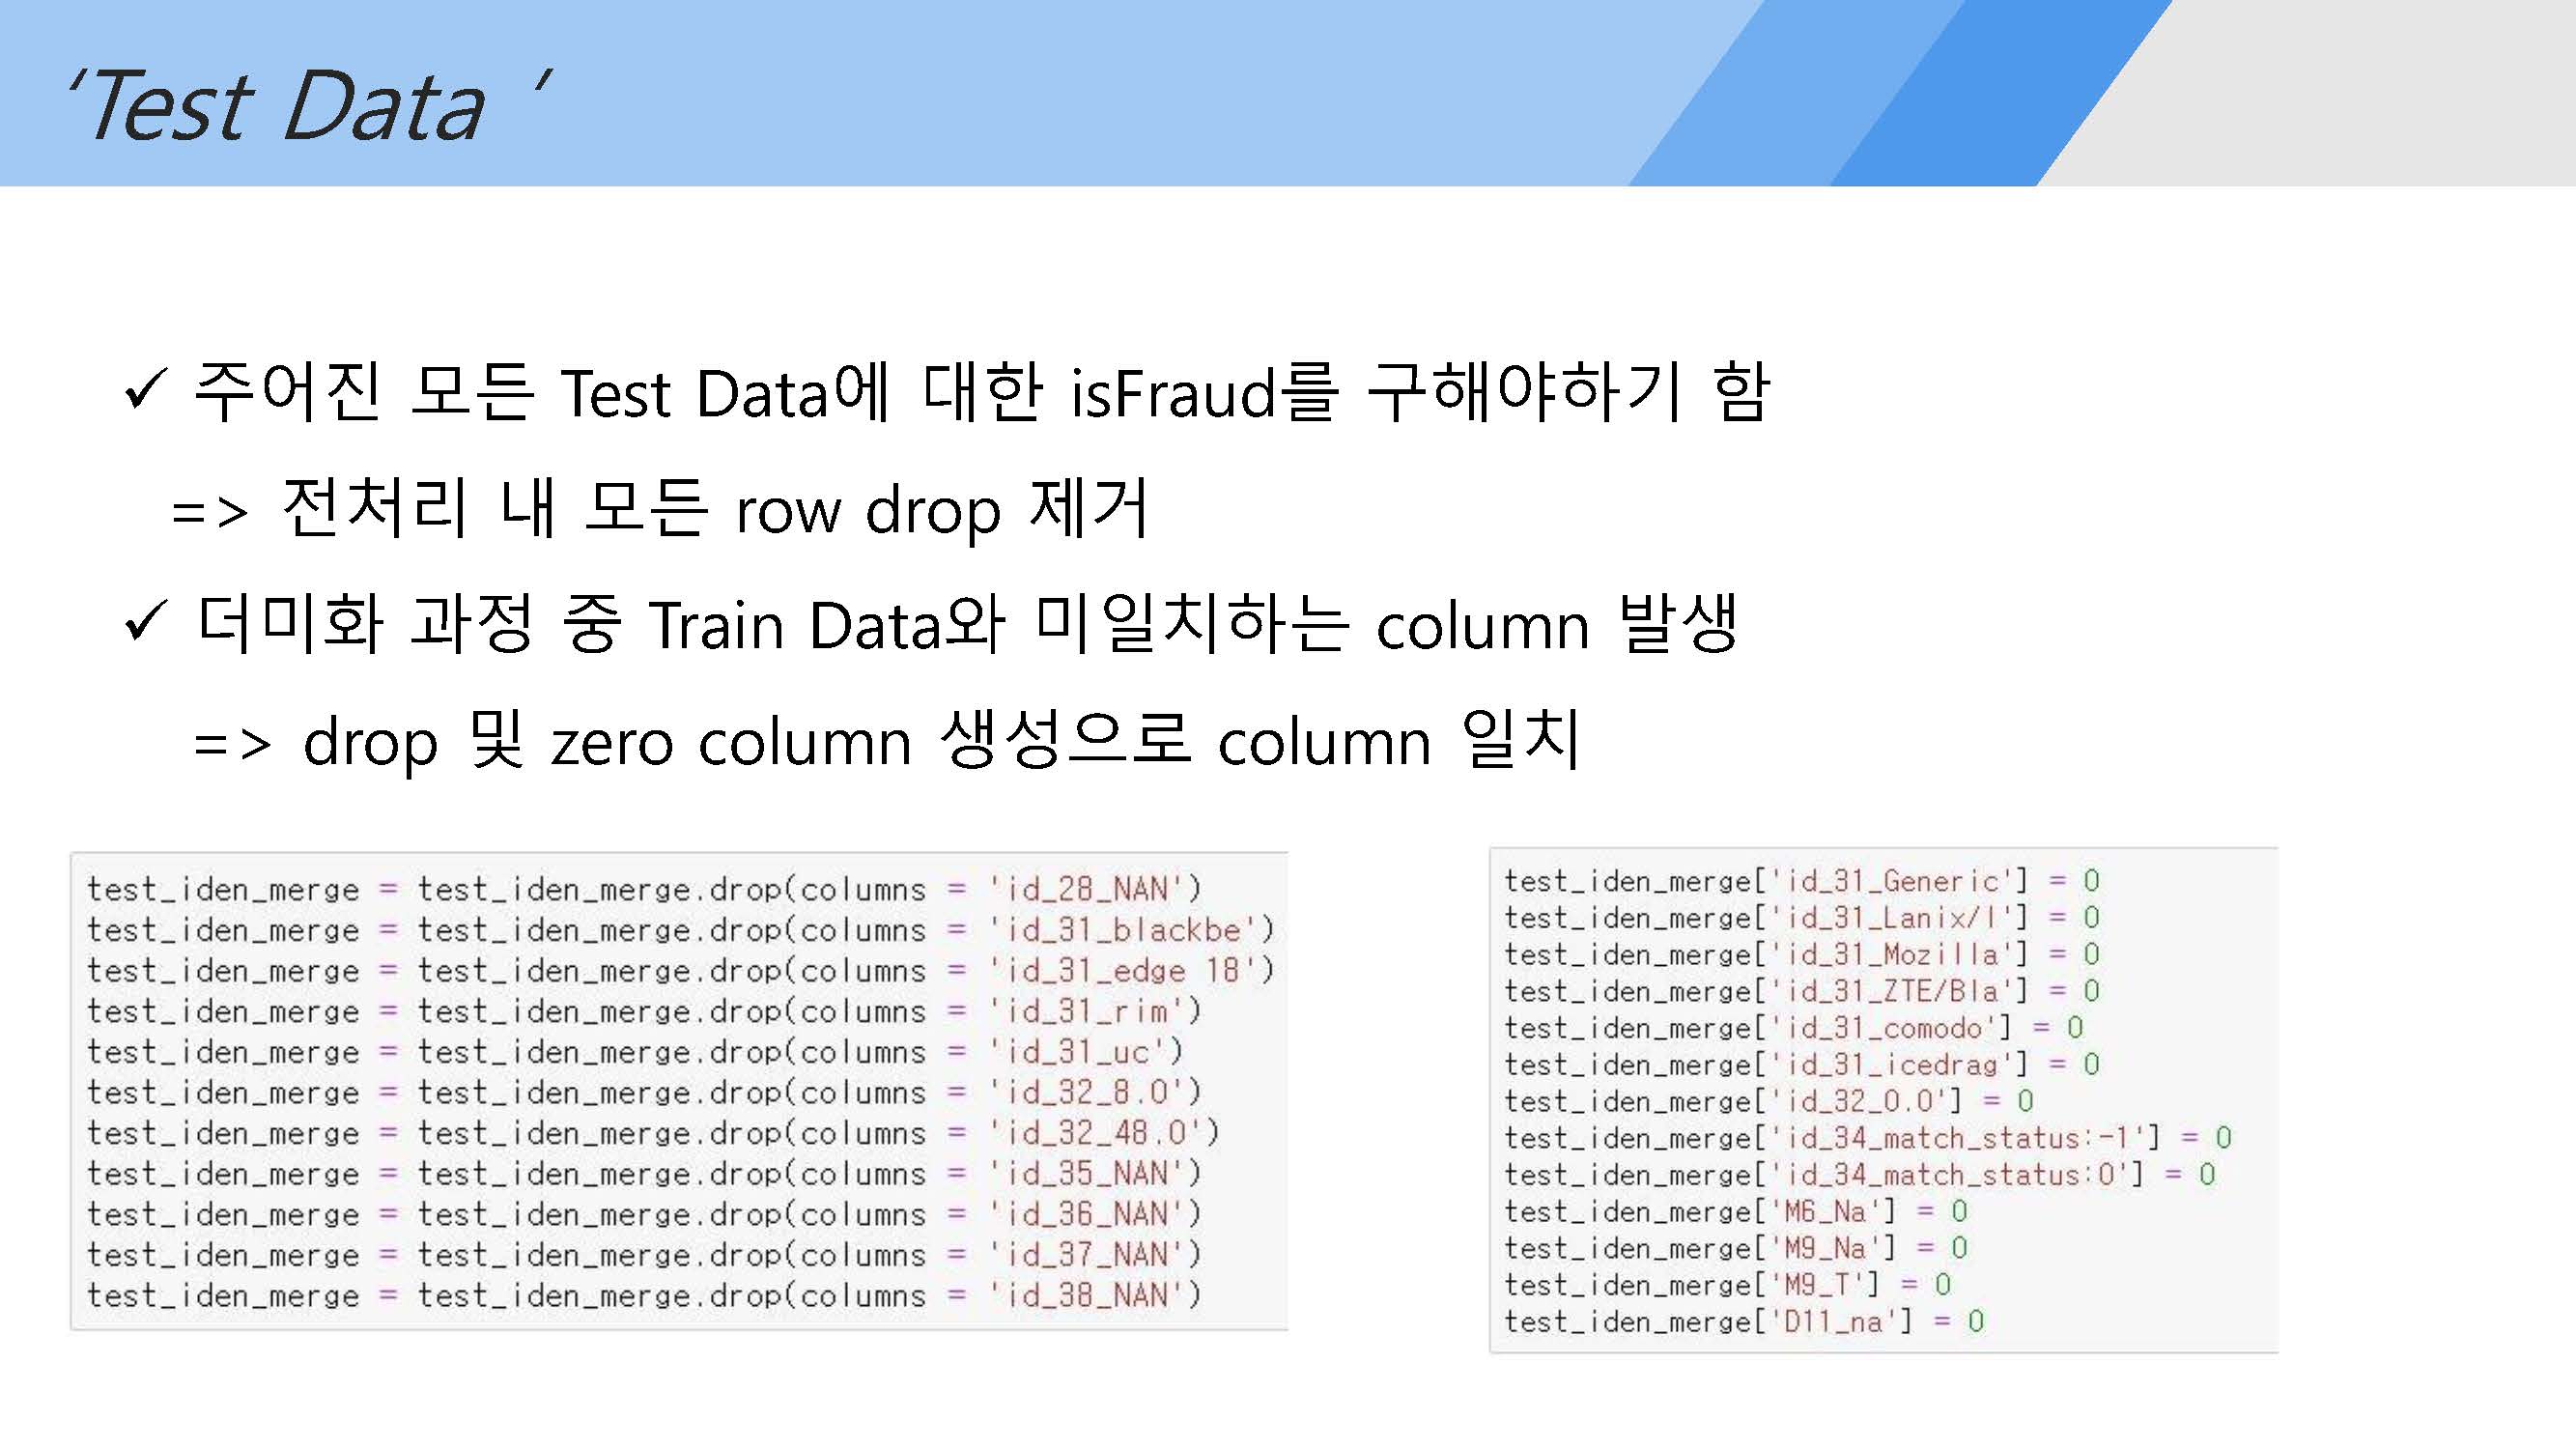 ‘Test Data ’
✓ 주어진 모든 Test Data에 대한 isFraud를 구해야하기 함
=> 전처리 내 모든 row drop 제거
✓ 더미화 과정 중 Train Data와 미일치하는 column 발생
=> drop 및 zero column 생성으로 column 일치
test_iden_merge = test_iden_merge.drop(columns = 'id_28_NAN')
test_iden_merge = test_iden_merge.drop(columns = 'id_31_blackbe')
test_iden_merge = test_iden_merge.drop(columns = 'id_31_edge 18')
test_iden_merge = test_iden_merge.drop(columns = 'id_31_rim')
test_iden_merge = test_iden_merge.drop(columns = 'id_31_uc')
test_iden_merge = test_iden_merge.drop(columns = 'id_32_8.0')
test_iden_merge = test_iden_merge.drop(columns = 'id_32_48.0')
test_iden_merge = test_iden_merge.drop(columns = 'id_35_NAN')
test_iden_merge = test_iden_merge.drop(columns = 'id_36_NAN')
test_iden_merge = test_iden_merge.drop(columns = 'id_37_NAN')
test_iden_merge = test_iden_merge.drop(columns = 'id_38_NAN')
test_iden_merge['id_31_Generic'] = 0
test_iden_merge['id_31_Lanix/I'] = 0
test_iden_merge['id_31_Mozilla'] = 0
test_iden_merge['id_31_ZTE/Bla'] = 0
test_iden_merge['id_31_comodo'] = 0
test_iden_merge['id_31_icedrag'] = 0
test_iden_merge['id_32_0.0'] = 0
test_iden_merge['id_34_match_status:-1'] = 0
test_iden_merge['id_34_match_status:0'] = 0
test_iden_merge['M6_Na'] = 0
test_iden_merge['M9_Na'] = 0
test_iden_merge['M9_T'] = 0
test_iden_merge['D11_na'] = 0